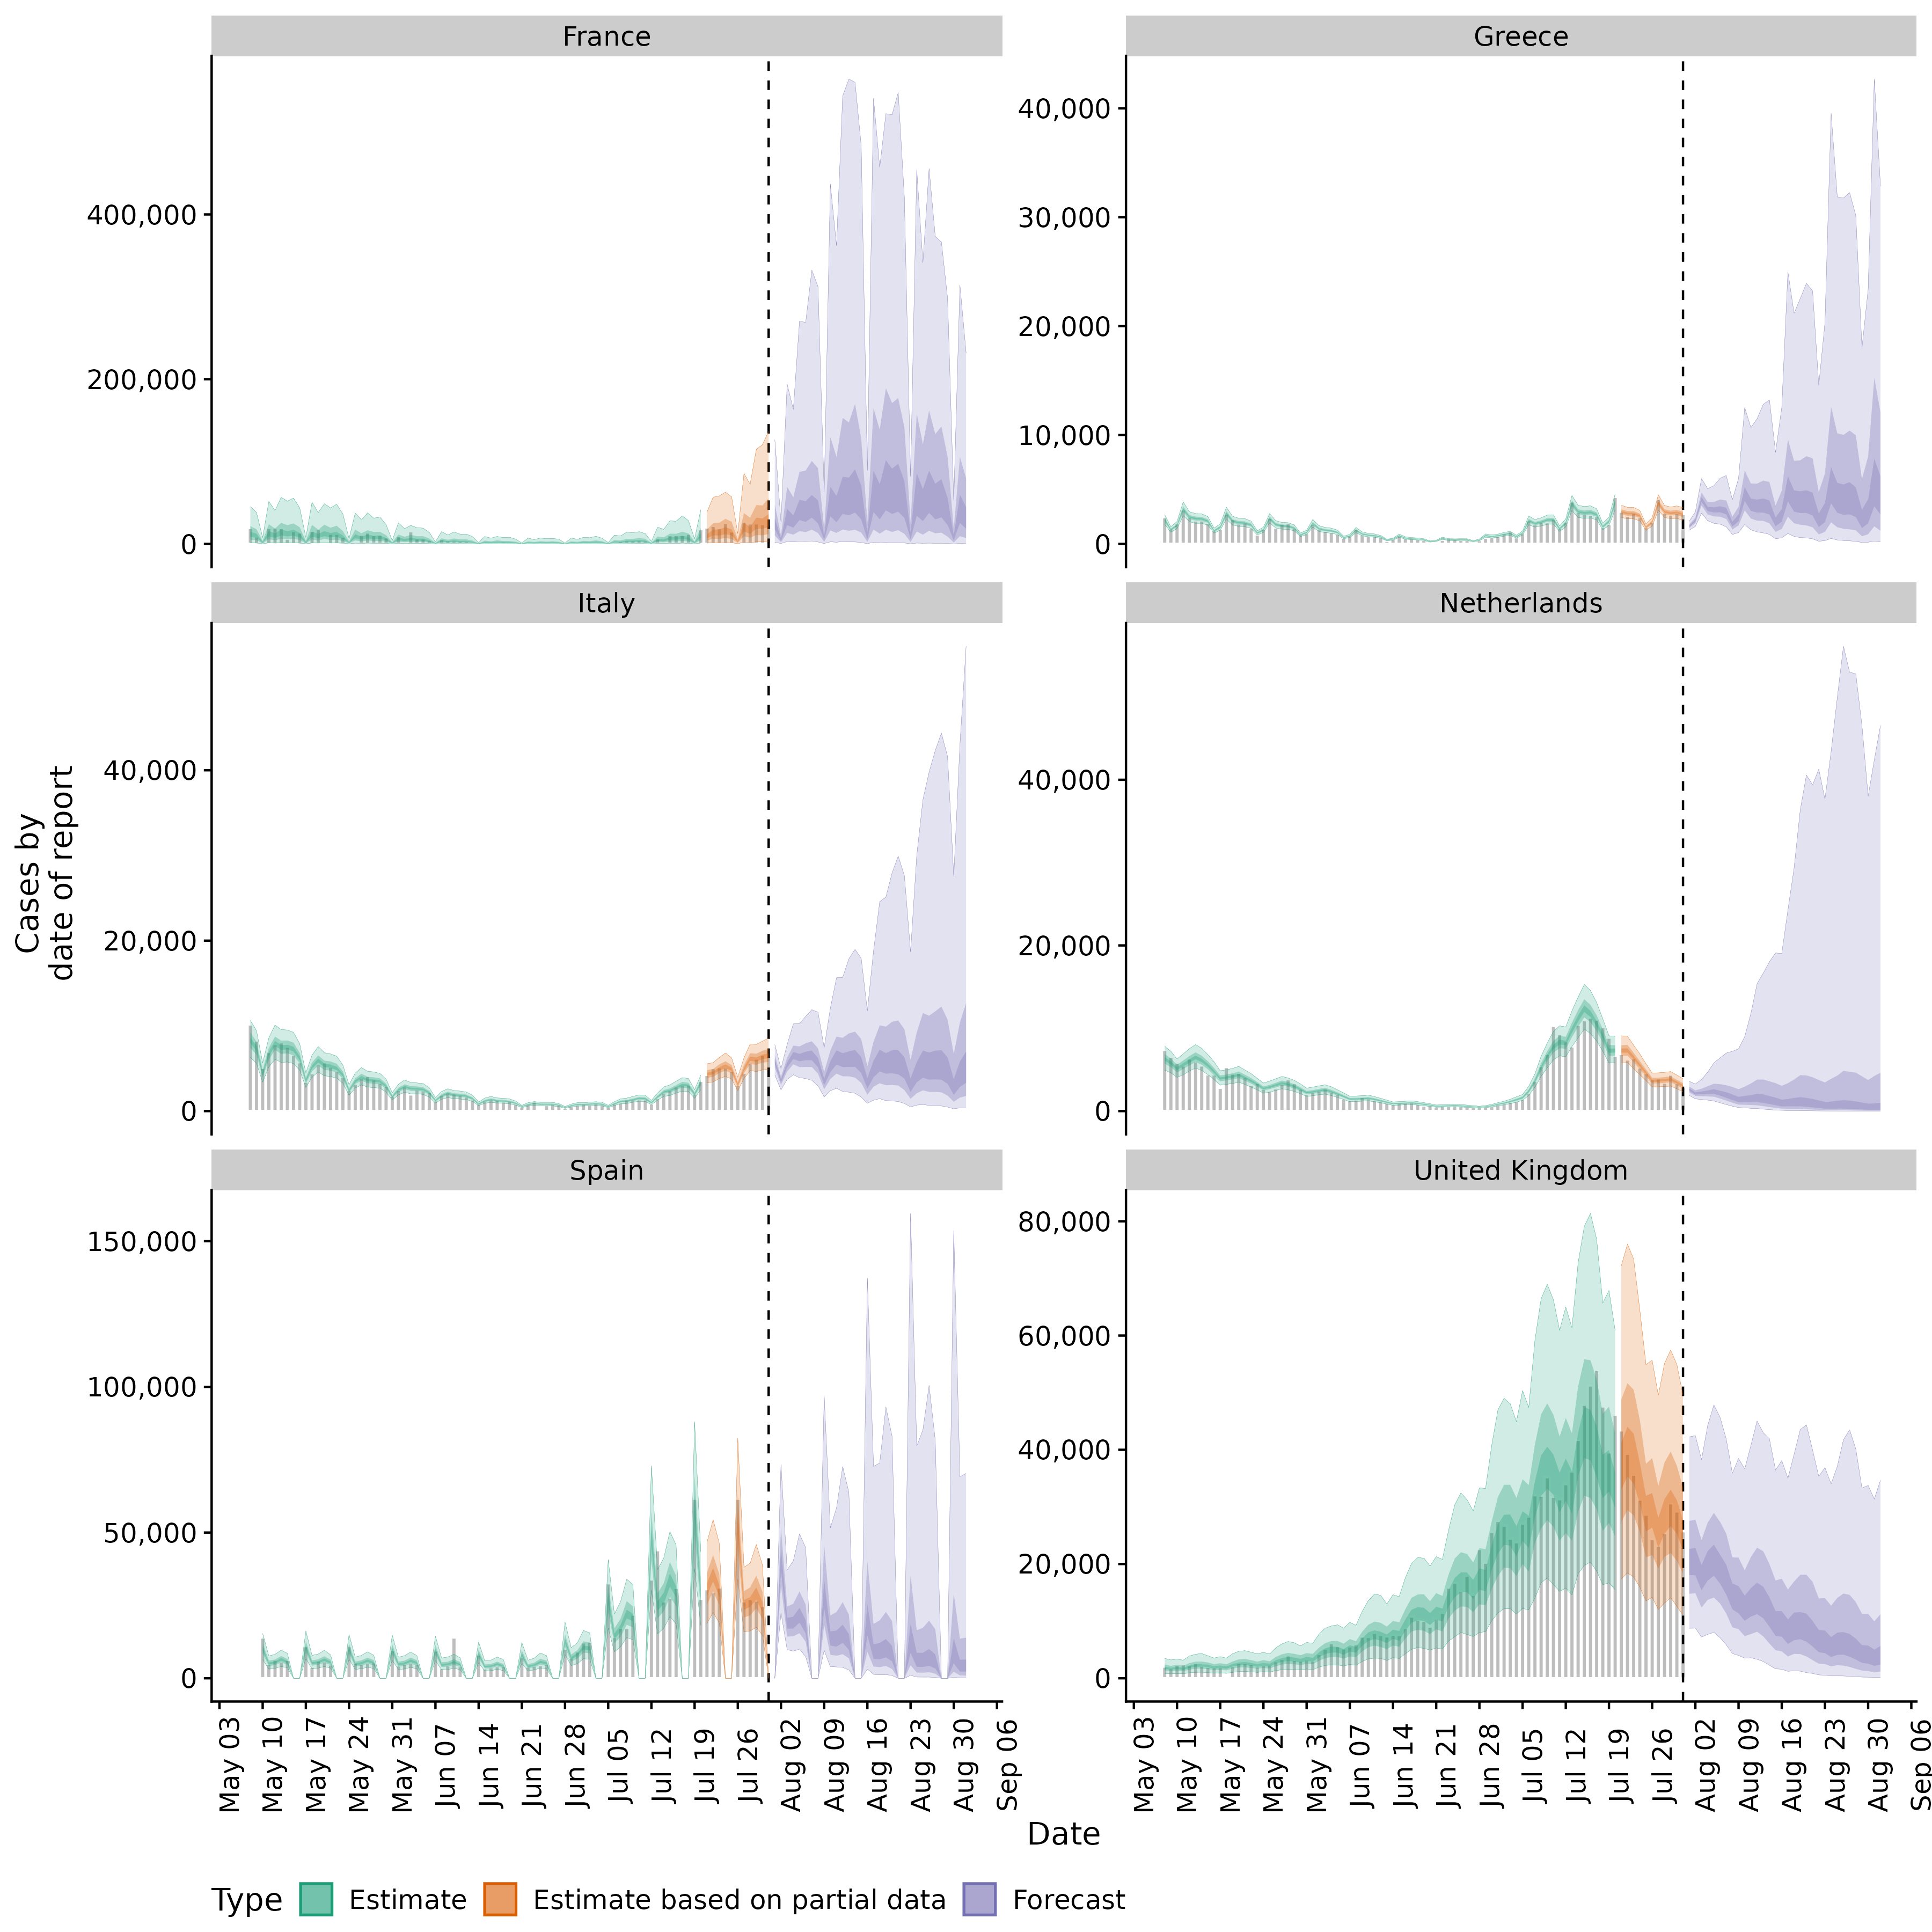 France
Greece
400,000
200,000
0
40,000
30,000
20,000
10,000
0
Italy
Netherlands
Cases by
date of report
40,000
20,000
0
40,000
20,000
0
Spain
United Kingdom
150,000
100,000
50,000
0
80,000
60,000
40,000
20,000
0
May 03
May 10
May 17
May 24
May 31
Jun 07
Jun 14
Jun 21
Jun 28
Jul 05
Jul 12
Jul 19
Jul 26
Aug 02
Aug 09
Aug 16
Aug 23
Aug 30
Sep 06
May 03
May 10
May 17
May 24
May 31
Jun 07
Jun 14
Jun 21
Jun 28
Jul 05
Jul 12
Jul 19
Jul 26
Aug 02
Aug 09
Aug 16
Aug 23
Aug 30
Sep 06
Date
Type Estimate Estimate based on partial data Forecast